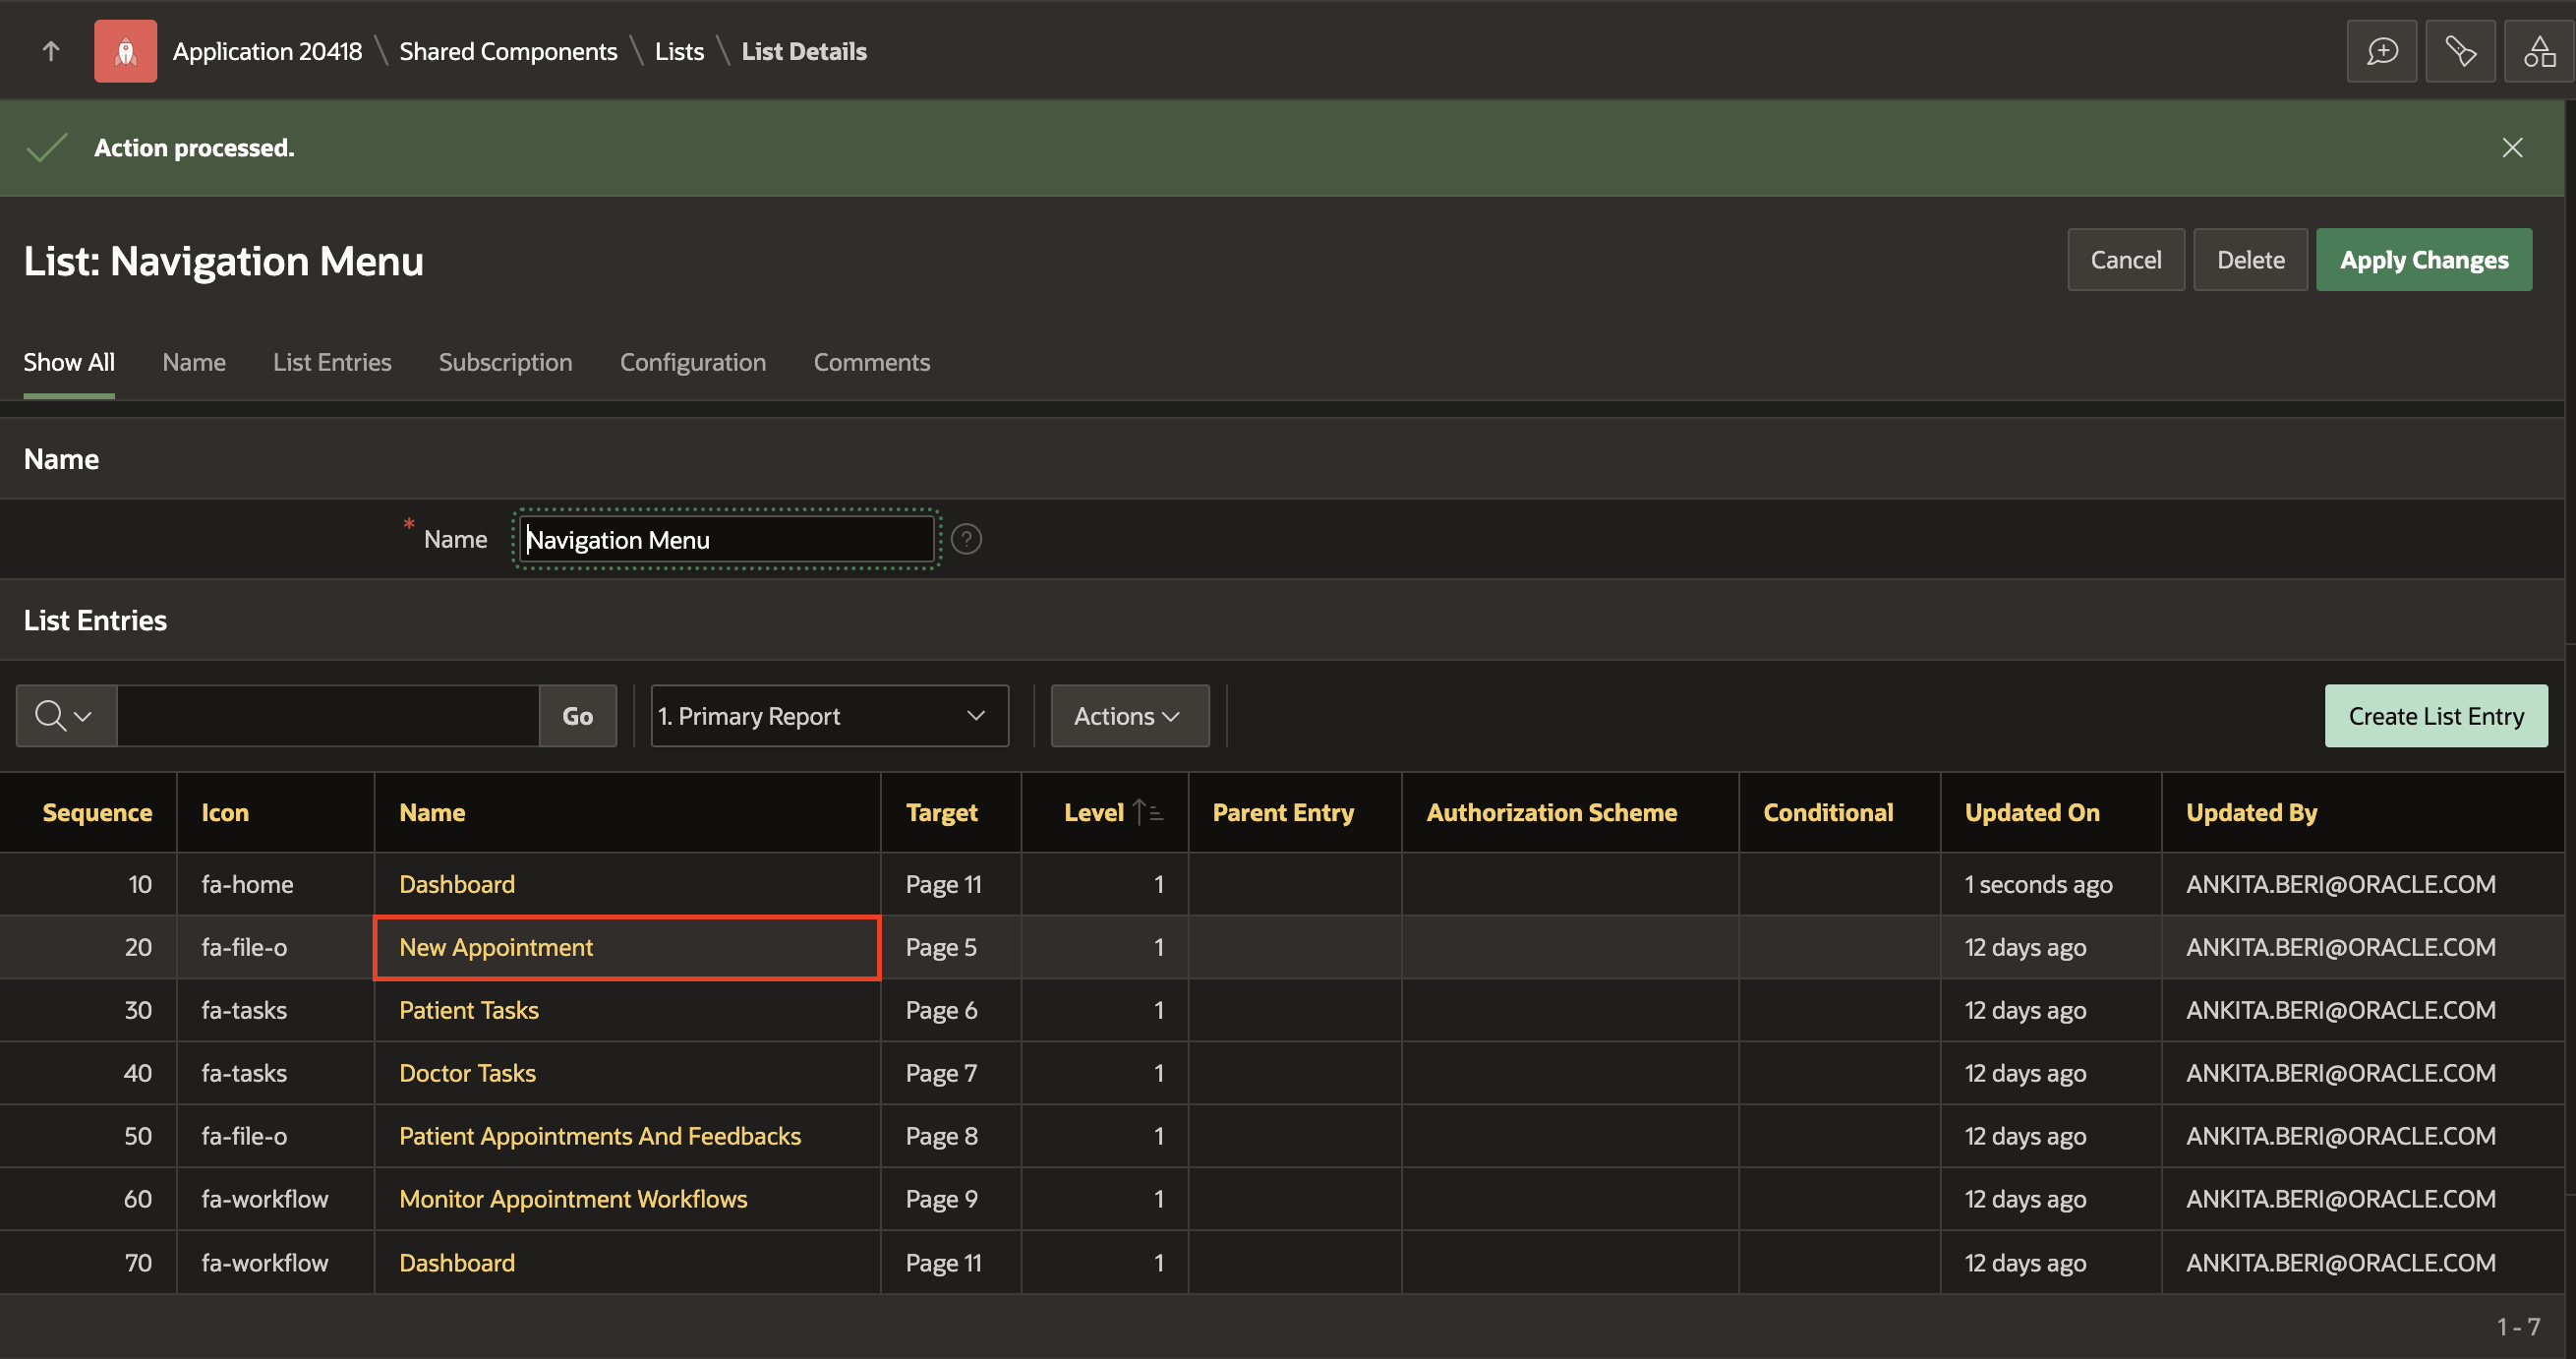 Application 20418 \ Shared Components \ Lists \ List Details
Action processed.
List: Navigation Menu
Cancel Delete Apply Changes
Show All Name List Entries Subscription Configuration Comments
Name
* Name Navigation Menu ?
List Entries
Go 1. Primary Report Actions Create List Entry
Sequence Icon Name Target Level Parent Entry Authorization Scheme Conditional Updated On Updated By
10 fa-home Dashboard Page 11 1 1 seconds ago ANKITA.BERI@ORACLE.COM
20 fa-file-o New Appointment Page 5 1 12 days ago ANKITA.BERI@ORACLE.COM
30 fa-tasks Patient Tasks Page 6 1 12 days ago ANKITA.BERI@ORACLE.COM
40 fa-tasks Doctor Tasks Page 7 1 12 days ago ANKITA.BERI@ORACLE.COM
50 fa-file-o Patient Appointments And Feedbacks Page 8 1 12 days ago ANKITA.BERI@ORACLE.COM
60 fa-workflow Monitor Appointment Workflows Page 9 1 12 days ago ANKITA.BERI@ORACLE.COM
70 fa-workflow Dashboard Page 11 1 12 days ago ANKITA.BERI@ORACLE.COM
1 - 7